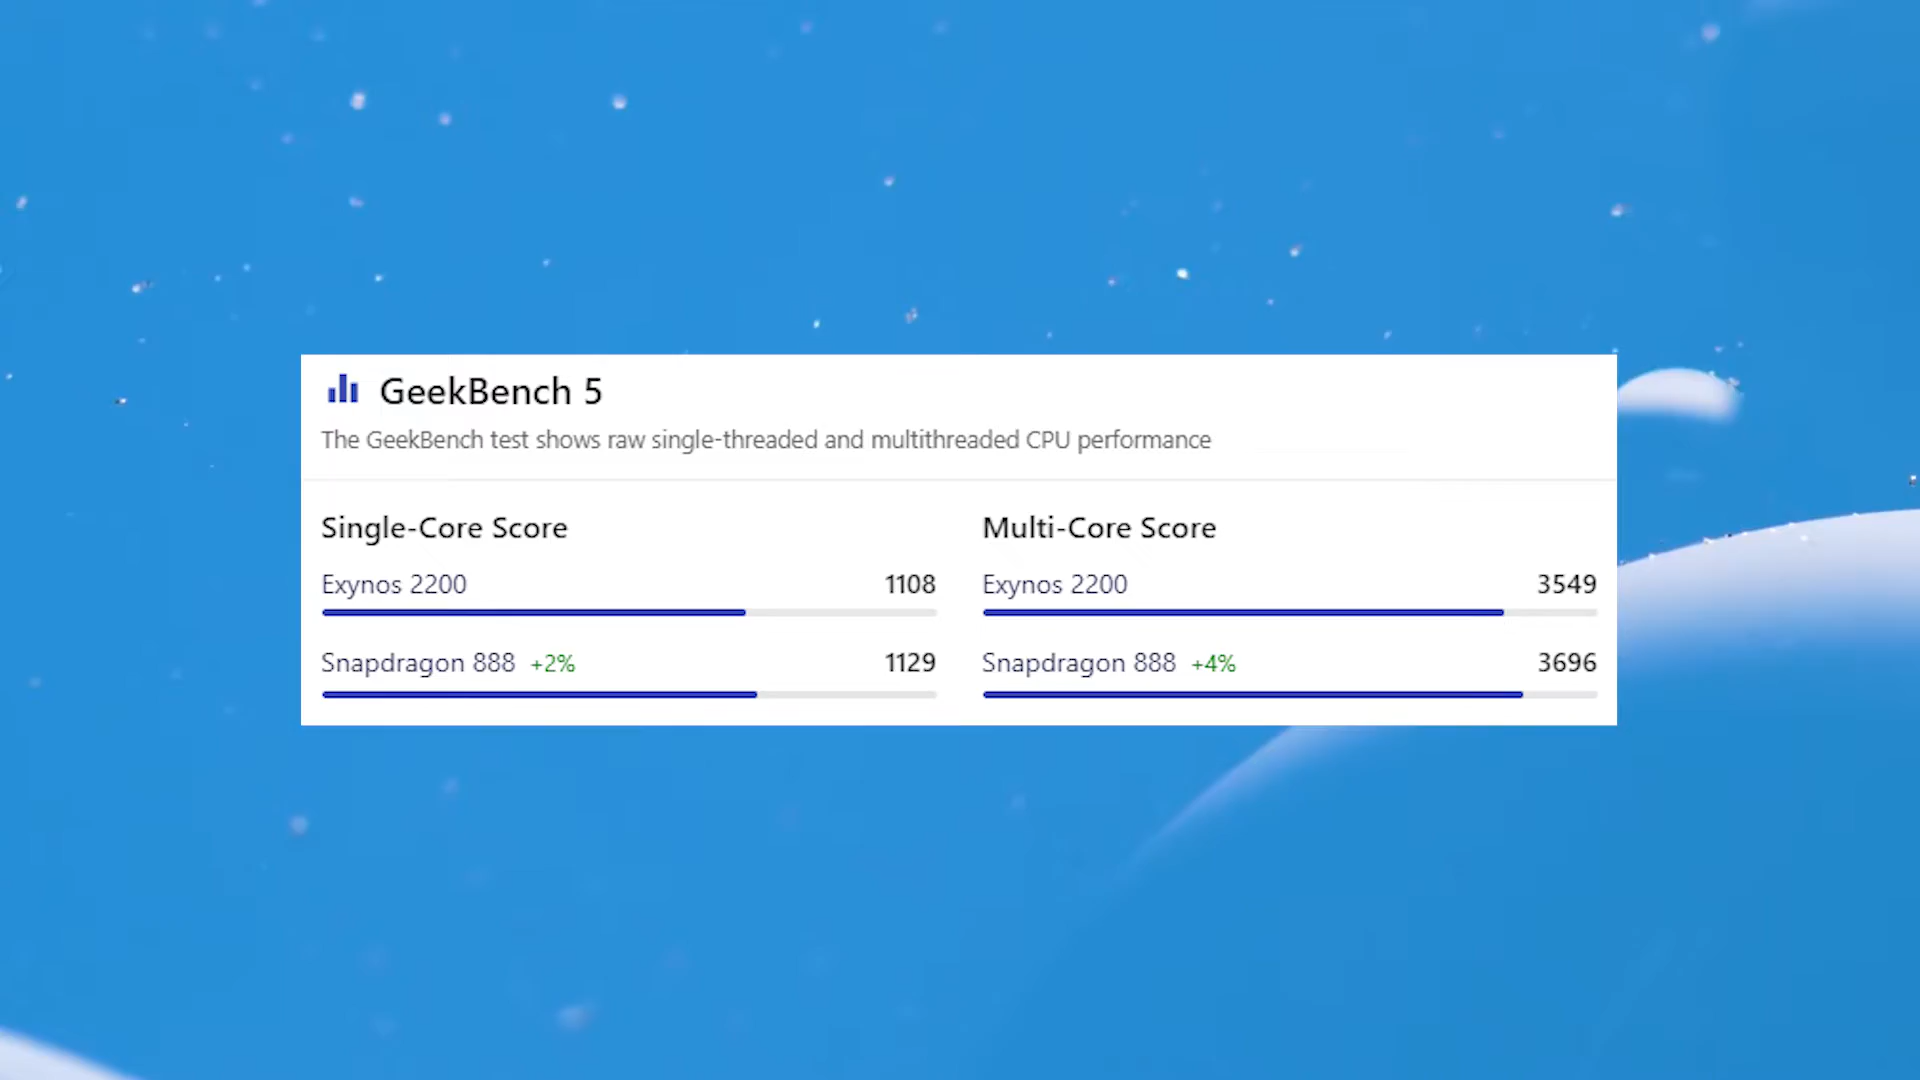 GeekBench 5
The GeekBench test shows raw single-threaded and multithreaded CPU performance
Single-Core Score
Exynos 2200 1108
Snapdragon 888 +2% 1129
Multi-Core Score
Exynos 2200 3549
Snapdragon 888 +4% 3696